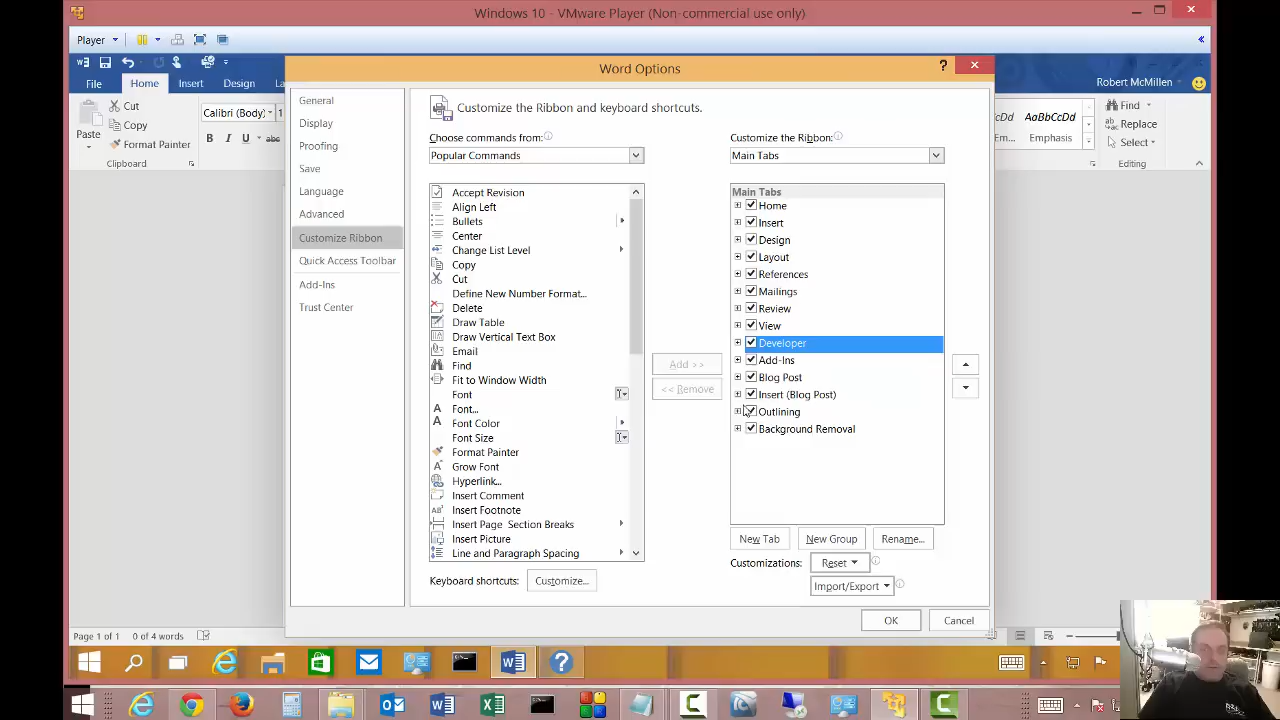 Windows 10 - VMware Player (Non-commercial use only)
Player
Word Options
?
File
Home
Insert
Design
Robert McMillen
Paste
Cut
Copy
Format Painter
Clipboard
Calibri (Body)
B I U abc
AaBbCcDd
Emphasis
Find
Replace
Select
Editing
General
Display
Proofing
Save
Language
Advanced
Customize Ribbon
Quick Access Toolbar
Add-Ins
Trust Center
Customize the Ribbon and keyboard shortcuts.
Choose commands from:
Popular Commands
Accept Revision
Align Left
Bullets
Center
Change List Level
Copy
Cut
Define New Number Format...
Delete
Draw Table
Draw Vertical Text Box
Email
Find
Fit to Window Width
Font
Font...
Font Color
Font Size
Format Painter
Grow Font
Hyperlink...
Insert Comment
Insert Footnote
Insert Page Section Breaks
Insert Picture
Line and Paragraph Spacing
Keyboard shortcuts:
Customize...
Add >>
<< Remove
Customize the Ribbon:
Main Tabs
Main Tabs
Home
Insert
Design
Layout
References
Mailings
Review
View
Developer
Add-Ins
Blog Post
Insert (Blog Post)
Outlining
Background Removal
New Tab
New Group
Rename...
Customizations:
Reset
Import/Export
OK
Cancel
Page 1 of 1
0 of 4 words